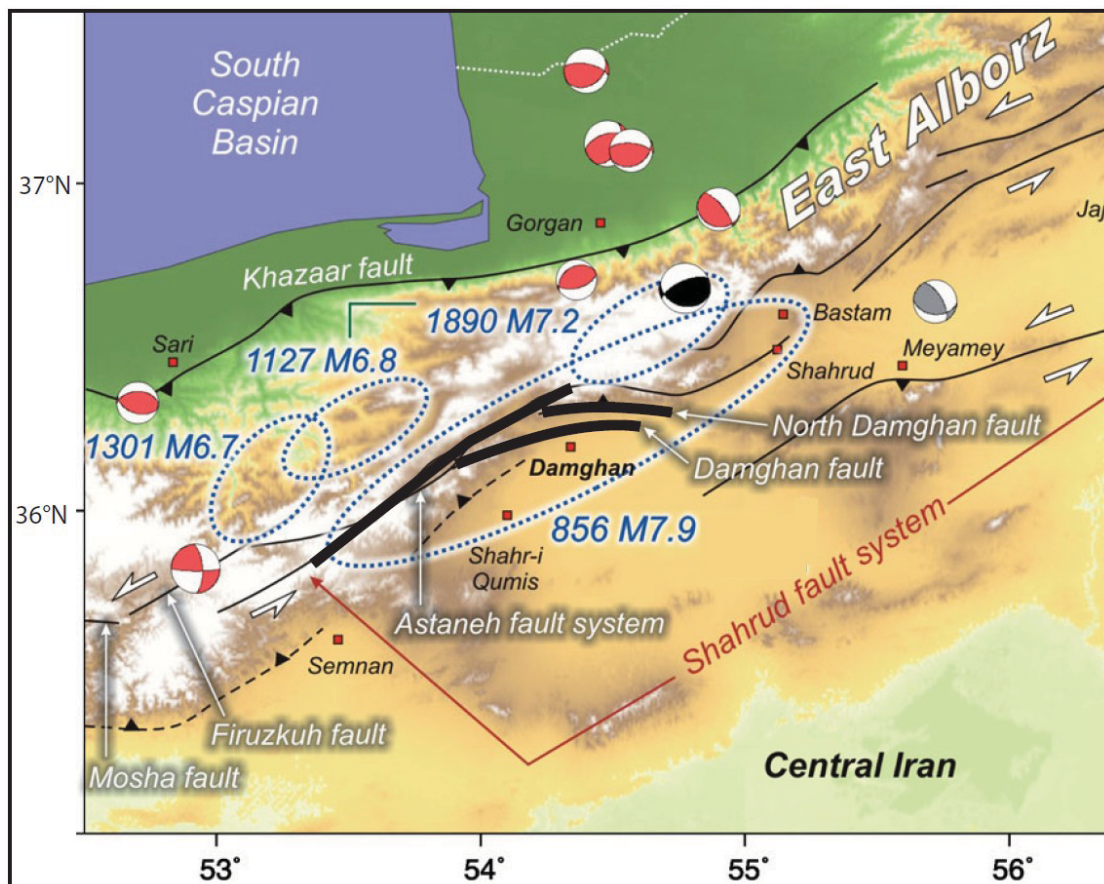 South
Caspian
Basin
East Alborz
37°N
Gorgan
Jaj
Khazaar fault
1890 M7.2
Bastam
Sari
1127 M6.8
Shahrud
Meyamey
1301 M6.7
North Damghan fault
Damghan
Damghan fault
36°N
856 M7.9
Shahr-i
Qumis
Astaneh fault system
Shahrud fault system
Semnan
Firuzkuh fault
Mosha fault
Central Iran
53°
54°
55°
56°